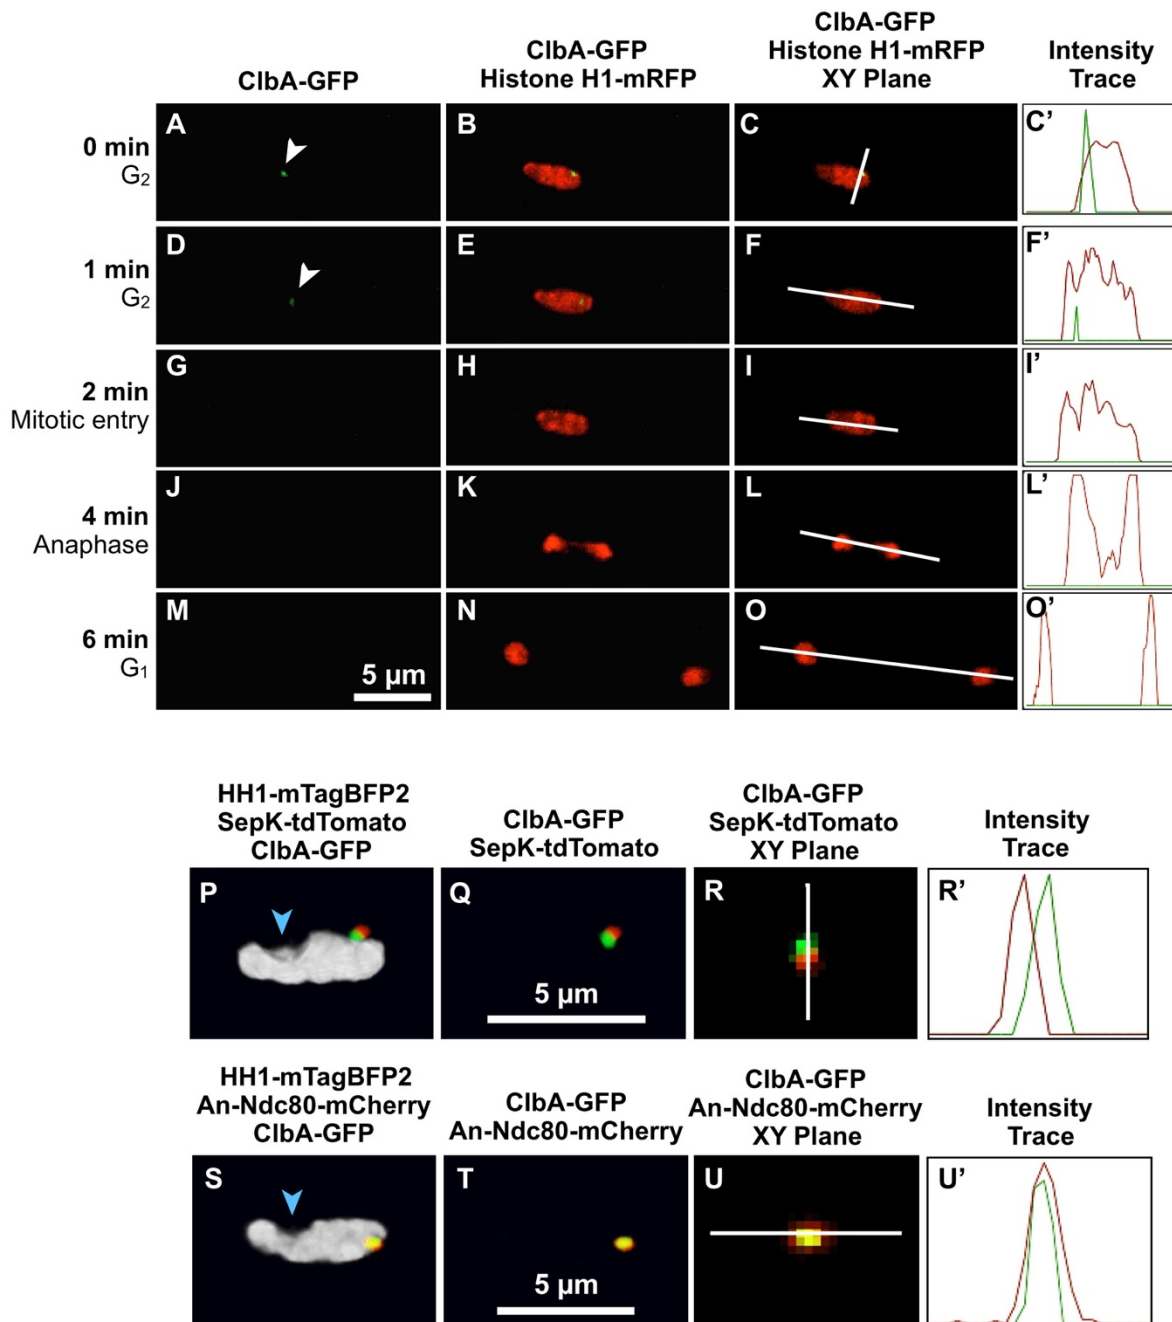 ClbA-GFP
ClbA-GFP
Histone H1-mRFP
ClbA-GFP
Histone H1-mRFP
XY Plane
Intensity
Trace
0 min
G₂
A
B
C
C’
1 min
G₂
D
E
F
F’
2 min
Mitotic entry
G
H
I
I’
4 min
Anaphase
J
K
L
L’
6 min
G₁
M
5 µm
N
O
O’
HH1-mTagBFP2
SepK-tdTomato
ClbA-GFP
ClbA-GFP
SepK-tdTomato
ClbA-GFP
SepK-tdTomato
XY Plane
Intensity
Trace
P
Q
5 µm
R
R’
HH1-mTagBFP2
An-Ndc80-mCherry
ClbA-GFP
ClbA-GFP
An-Ndc80-mCherry
ClbA-GFP
An-Ndc80-mCherry
XY Plane
Intensity
Trace
S
T
5 µm
U
U’